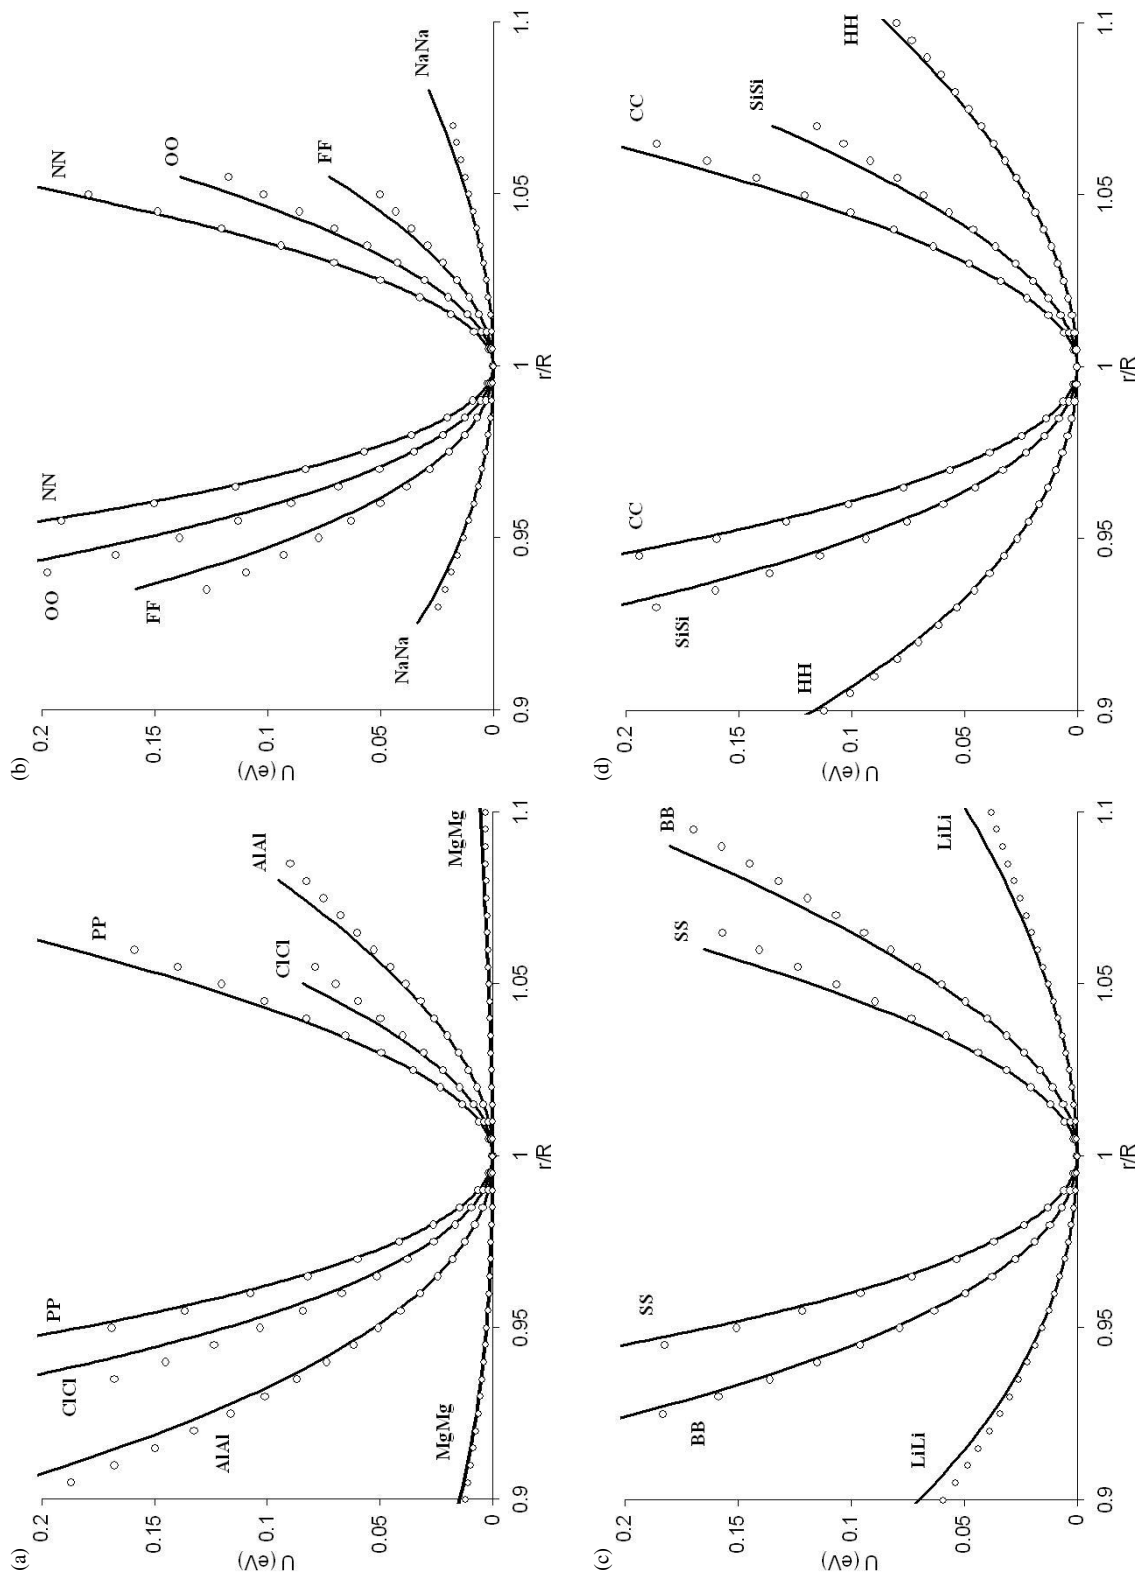 (a)
0.2
0.15
0.1
0.05
0
U (eV)
0.9
0.95
1
1.05
1.1
r/R
PP
ClCl
AlAl
MgMg
PP
AlAl
ClCl
MgMg
(b)
0.2
0.15
0.1
0.05
0
U (eV)
0.9
0.95
1
1.05
1.1
r/R
OO
NN
FF
NaNa
NN
OO
FF
NaNa
(c)
0.2
0.15
0.1
0.05
0
U (eV)
0.9
0.95
1
1.05
1.1
r/R
SS
BB
LiLi
BB
SS
LiLi
(d)
0.2
0.15
0.1
0.05
0
U (eV)
0.9
0.95
1
1.05
1.1
r/R
CC
SiSi
HH
CC
SiSi
HH